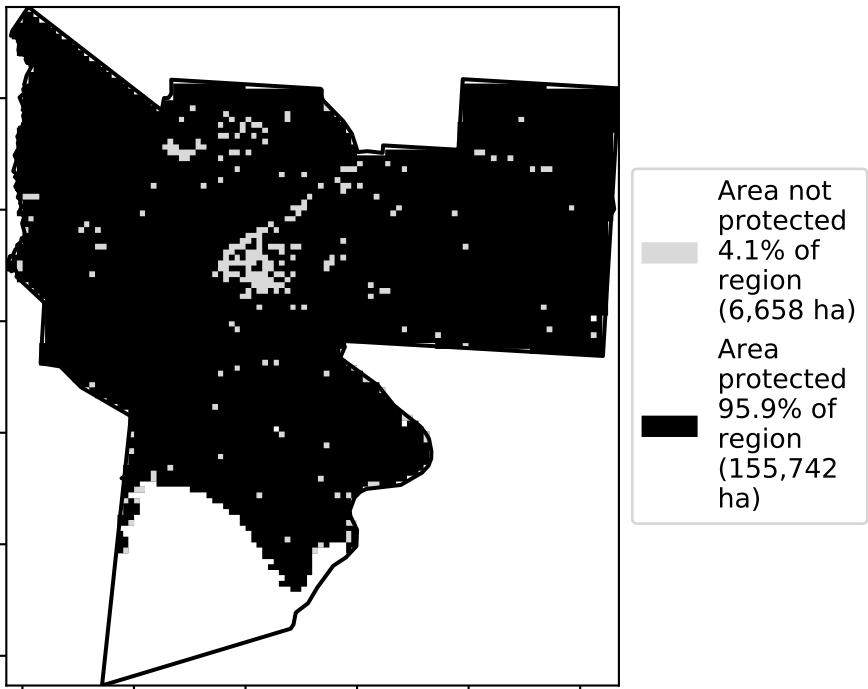 Area not
protected
4.1% of
region
(6,658 ha)
Area
protected
95.9% of
region
(155,742
ha)